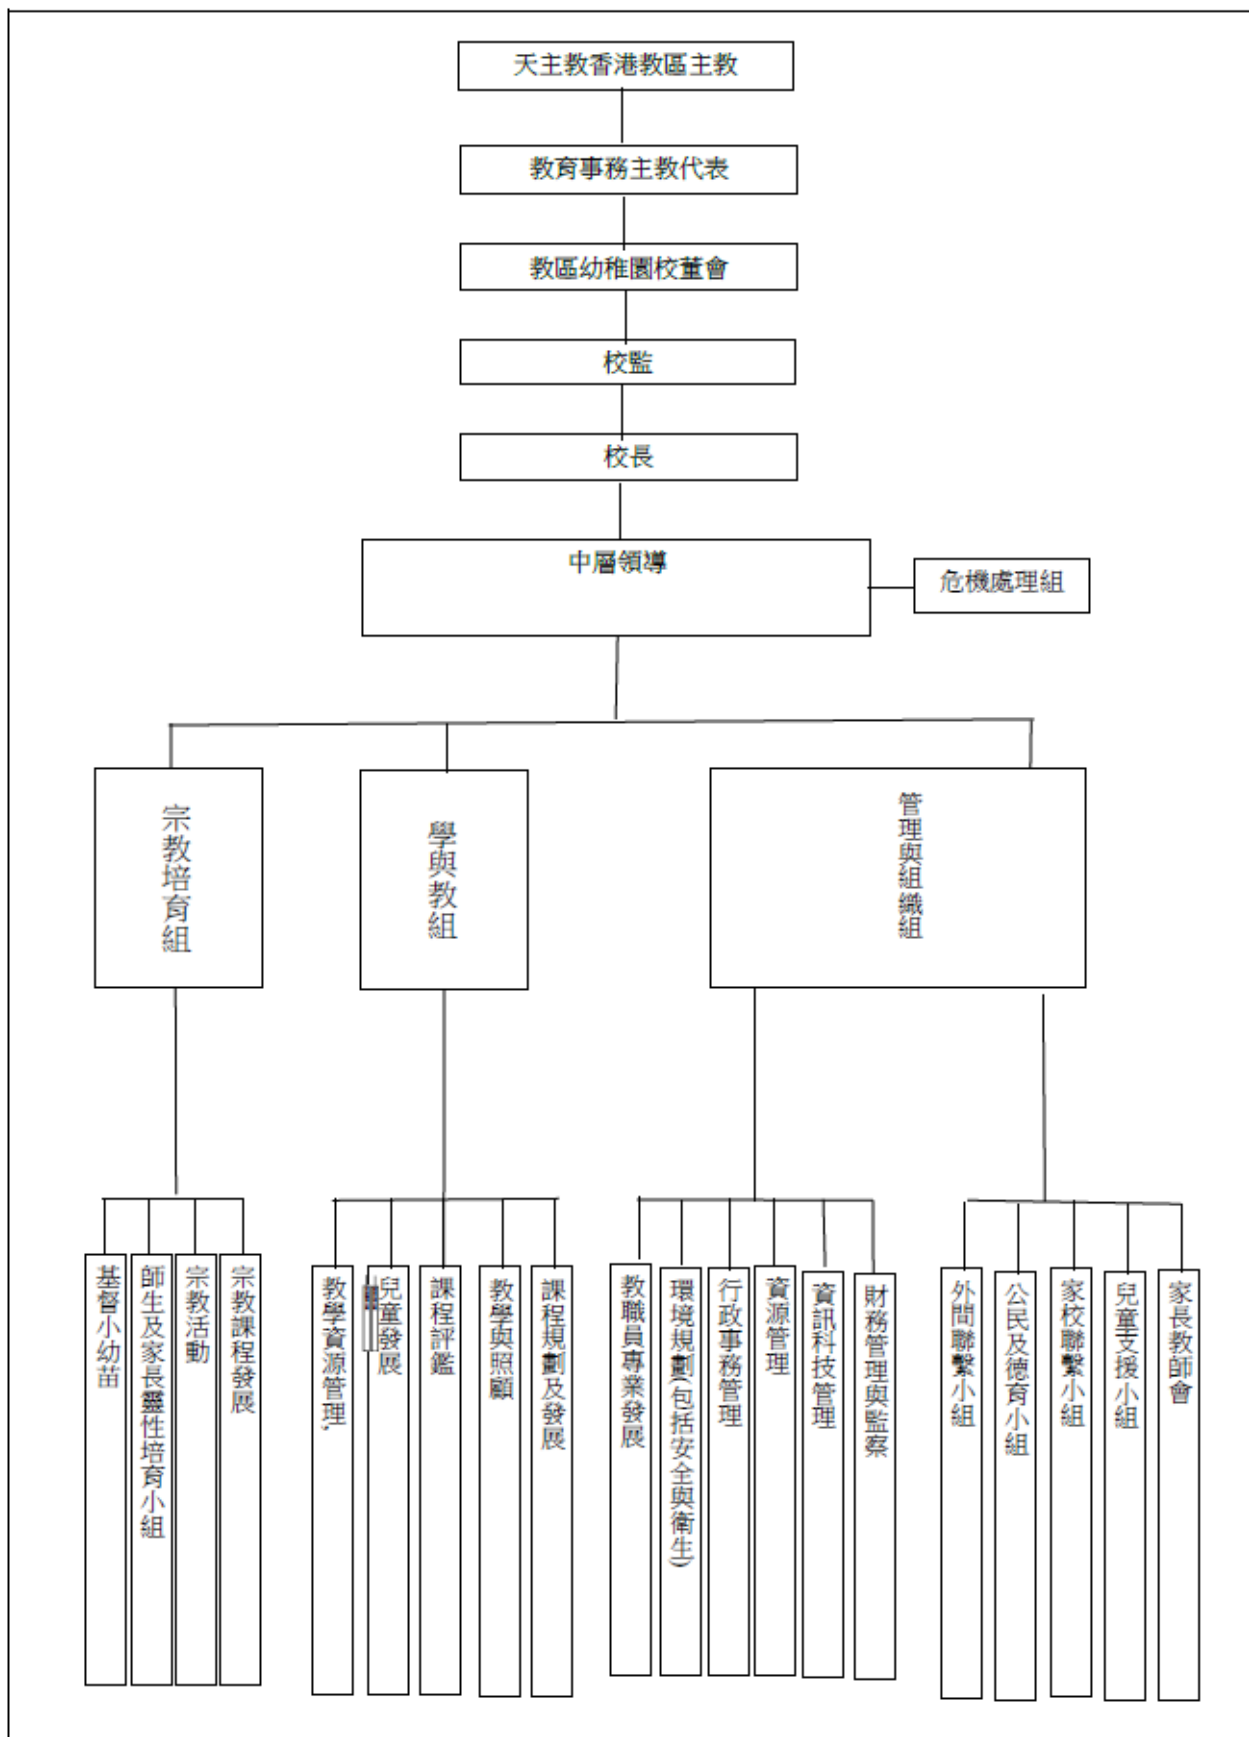 天主教香港教區主教
教育事務主教代表
教區幼稚園校董會
校監
校長
中層領導
危機處理組
宗教培育組
學與教組
管理與組織組
基督小幼苗
師生及家長靈性培育小組
宗教活動
宗教課程發展
教學資源管理,
兒童發展
課程評鑑
教學與照顧
課程規劃及發展
教職員專業發展
環境規劃(包括安全與衛生)
行政事務管理
資源管理
資訊科技管理
財務管理與監察
外間聯繫小組
公民及德育小組
家校聯繫小組
兒童支援小組
家長教師會